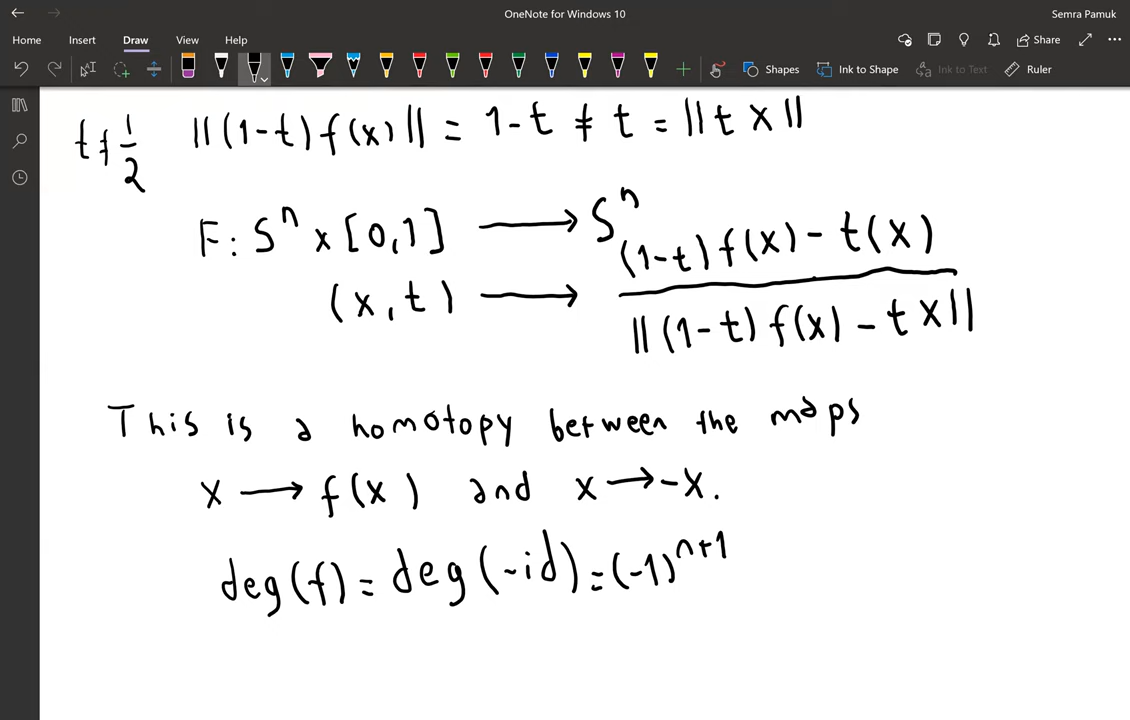 OneNote for Windows 10
Semra Pamuk
Home Insert Draw View Help
Share
Shapes Ink to Shape Ink to Text Ruler
t ≠ 1/2 ||(1-t) f(x)|| = 1-t ≠ t = ||t x||
F: S^n x [0,1] → S^n
(x, t) → ((1-t) f(x) - t(x)) / ||(1-t) f(x) - t x||
This is a homotopy between the maps
x → f(x) and x → -x.
deg(f) = deg(-id) = (-1)^{n+1}